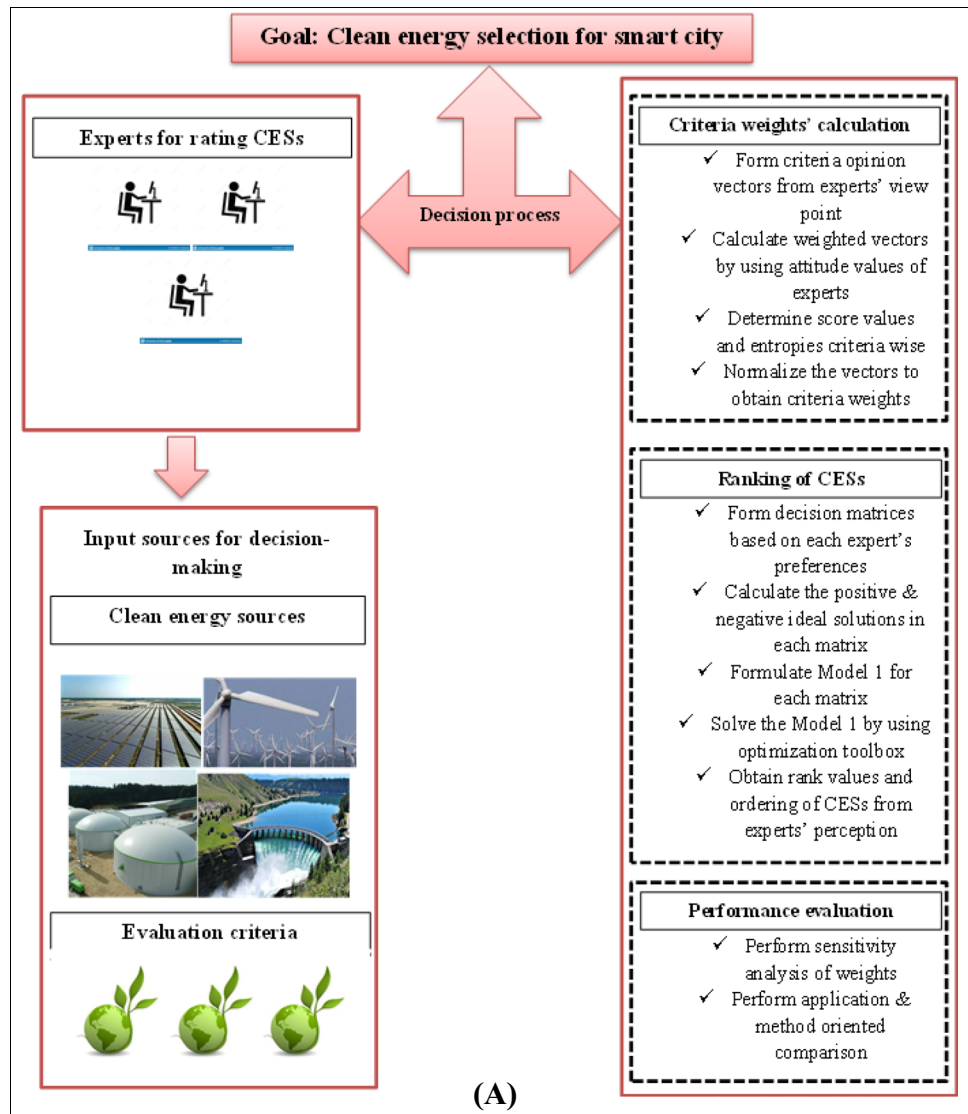 Goal: Clean energy selection for smart city
Experts for rating CESs
Decision process
Input sources for decision-
making
Clean energy sources
Evaluation criteria
Criteria weights' calculation
✓ Form criteria opinion
vectors from experts' view
point
✓ Calculate weighted vectors
by using attitude values of
experts
✓ Determine score values
and entropies criteria wise
✓ Normalize the vectors to
obtain criteria weights
Ranking of CESs
✓ Form decision matrices
based on each expert's
preferences
✓ Calculate the positive &
negative ideal solutions in
each matrix
✓ Formulate Model 1 for
each matrix
✓ Solve the Model 1 by using
optimization toolbox
✓ Obtain rank values and
ordering of CESs from
experts' perception
Performance evaluation
✓ Perform sensitivity
analysis of weights
✓ Perform application &
method oriented
comparison
(A)